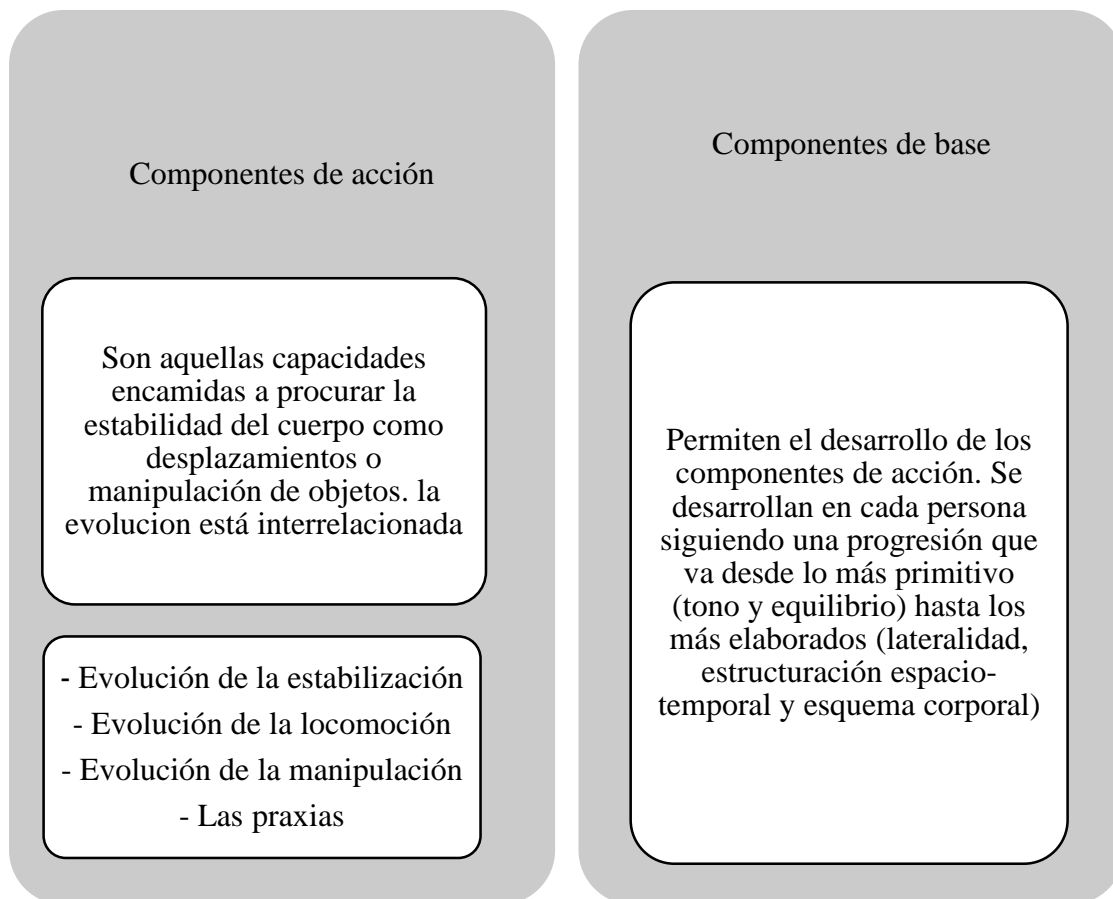 Componentes de acción
Son aquellas capacidades
encamidas a procurar la
estabilidad del cuerpo como
desplazamientos o
manipulación de objetos. la
evolucion está interrelacionada
- Evolución de la estabilización
- Evolución de la locomoción
- Evolución de la manipulación
- Las praxias
Componentes de base
Permiten el desarrollo de los
componentes de acción. Se
desarrollan en cada persona
siguiendo una progresión que
va desde lo más primitivo
(tono y equilibrio) hasta los
más elaborados (lateralidad,
estructuración espacio-
temporal y esquema corporal)